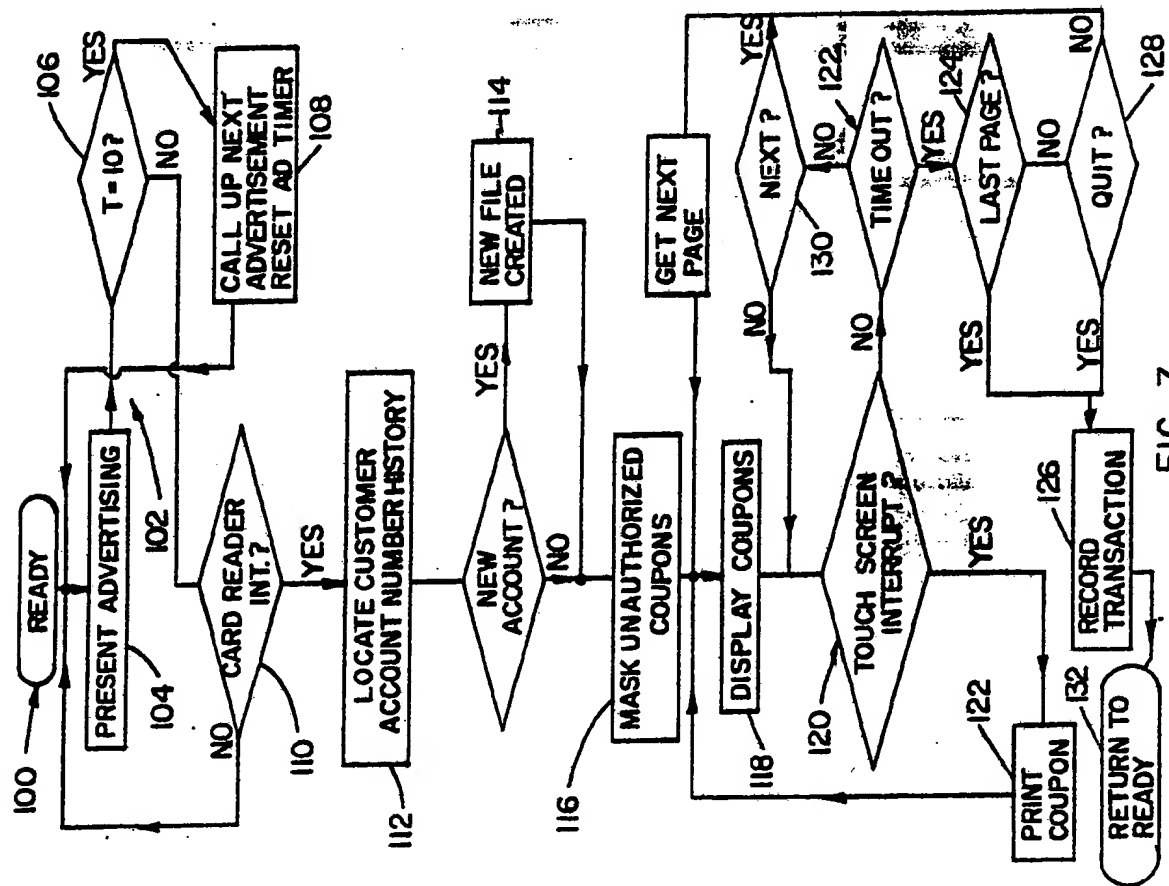 100
READY
PRESENT ADVERTISING
104
102
T = 10 ?
106
YES
NO
CALL UP NEXT
ADVERTISEMENT
RESET AD TIMER
108
CARD READER
INT. ?
110
NO
YES
LOCATE CUSTOMER
ACCOUNT NUMBER HISTORY
112
NEW
ACCOUNT ?
YES
NO
NEW FILE
CREATED
114
MASK UNAUTHORIZED
COUPONS
116
GET NEXT
PAGE
DISPLAY COUPONS
118
NEXT ?
YES
NO
130
TOUCH SCREEN
INTERRUPT ?
120
NO
YES
TIME OUT ?
122
NO
YES
LAST PAGE ?
124
YES
NO
QUIT ?
128
YES
NO
PRINT
COUPON
122
RECORD
TRANSACTION
126
RETURN TO
READY
132